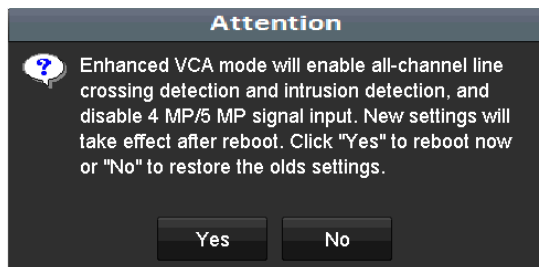 Attention
?
Enhanced VCA mode will enable all-channel line
crossing detection and intrusion detection, and
disable 4 MP/5 MP signal input. New settings will
take effect after reboot. Click "Yes" to reboot now
or "No" to restore the olds settings.
Yes No